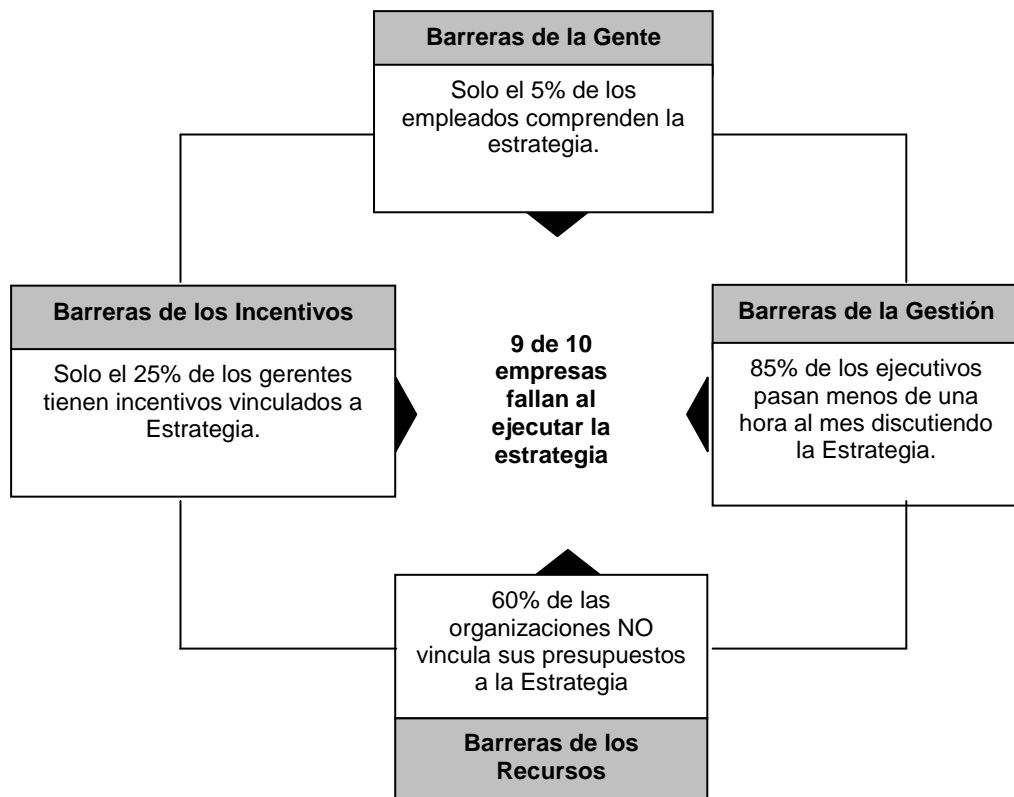 Barreras de la Gente
Solo el 5% de los
empleados comprenden la
estrategia.
Barreras de los Incentivos
Solo el 25% de los gerentes
tienen incentivos vinculados a
Estrategia.
9 de 10
empresas
fallan al
ejecutar la
estrategia
Barreras de la Gestión
85% de los ejecutivos
pasan menos de una
hora al mes discutiendo
la Estrategia.
60% de las
organizaciones NO
vincula sus presupuestos
a la Estrategia
Barreras de los
Recursos